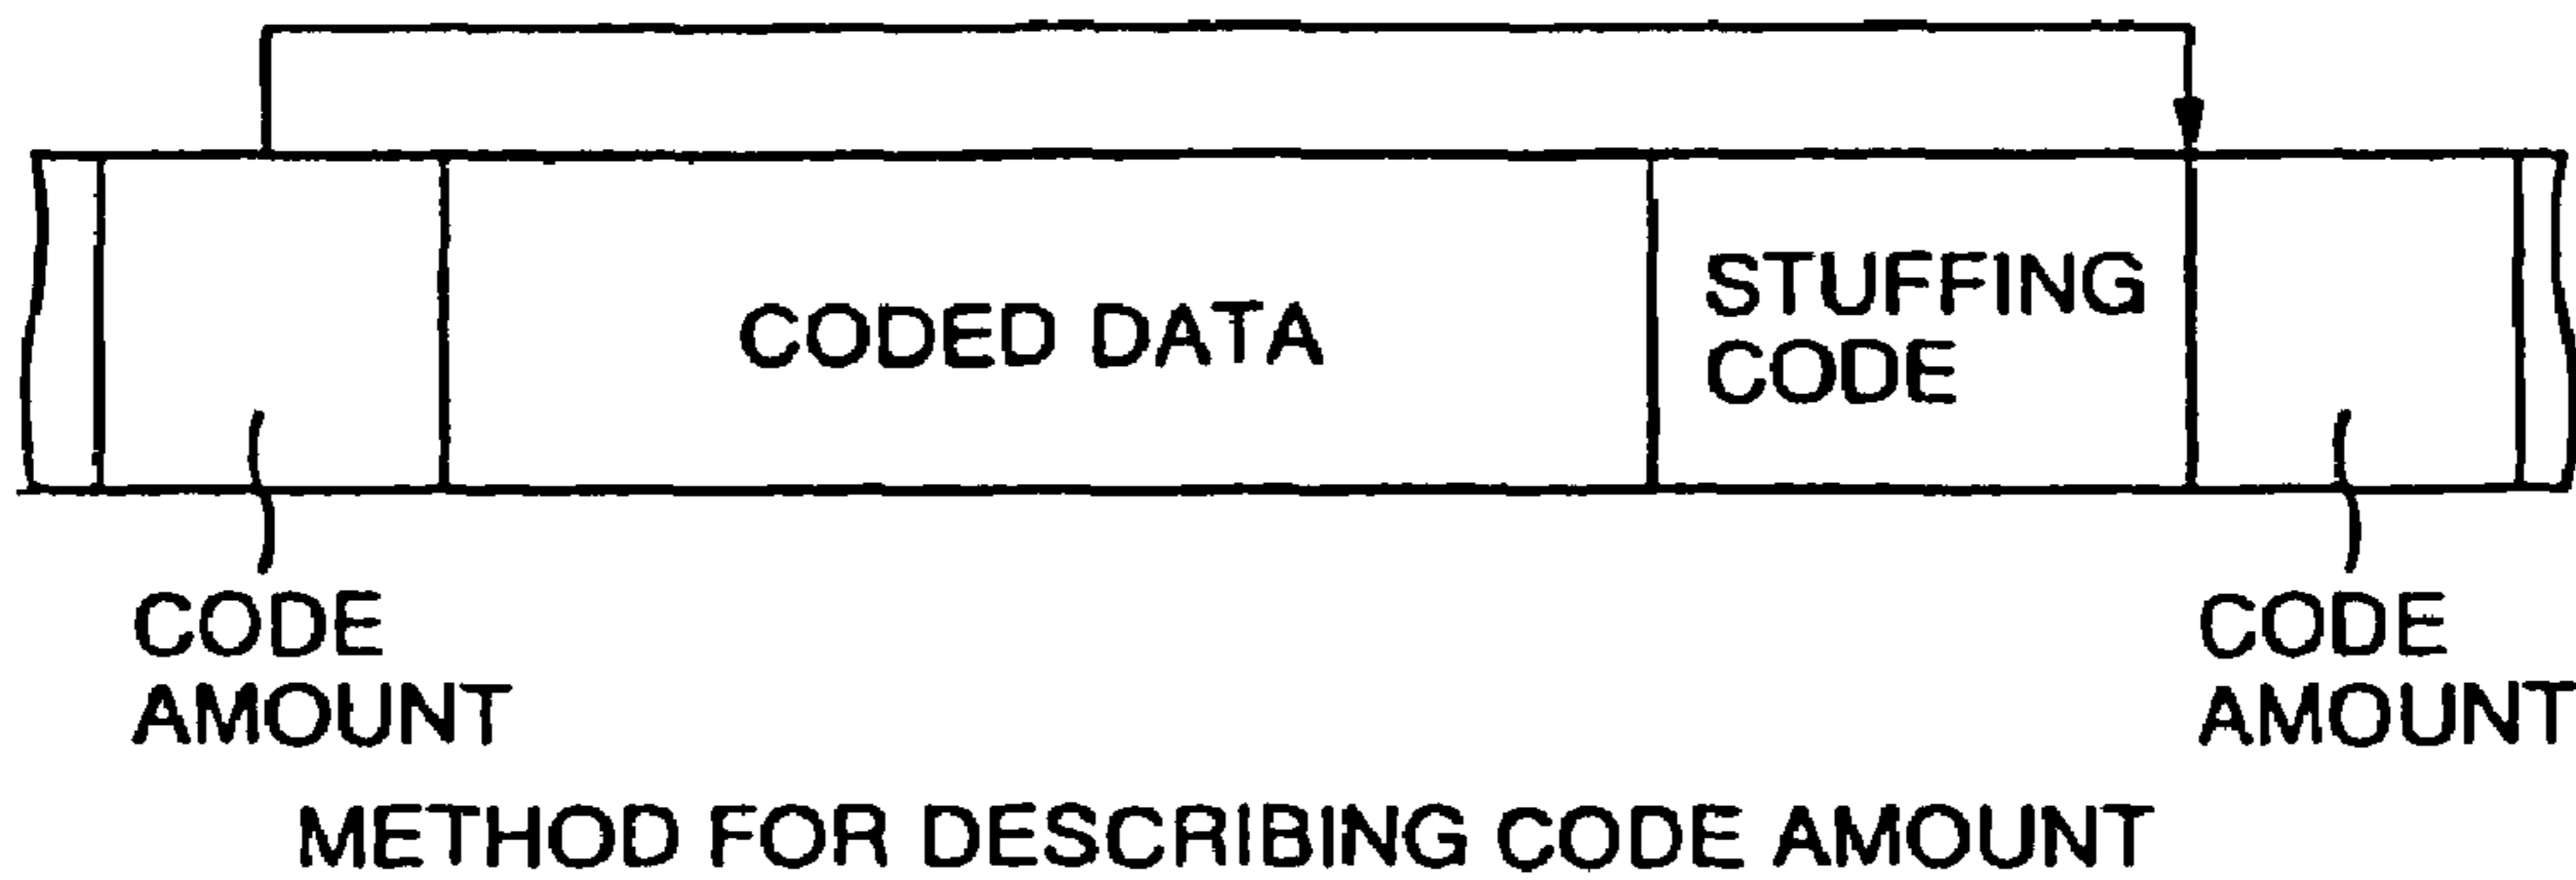 CODED DATA
STUFFING
CODE
CODE
AMOUNT
CODE
AMOUNT
METHOD FOR DESCRIBING CODE AMOUNT